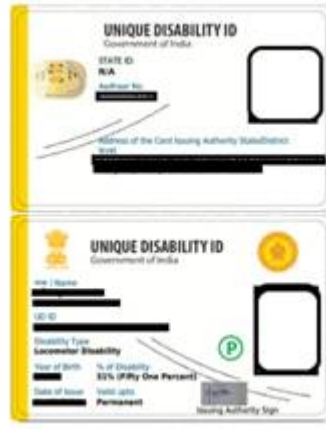 UNIQUE DISABILITY ID
Government of India
STATE ID
N/A
Aadhaar No
Address of the Card Issuing Authority State/District
level
UNIQUE DISABILITY ID
Government of India
नाम / Name
UD ID
Disability Type
Locomotor Disability
Year of Birth % of Disability
51% (Fifty One Percent)
Date of Issue Valid upto
Permanent
P
Issuing Authority Sign